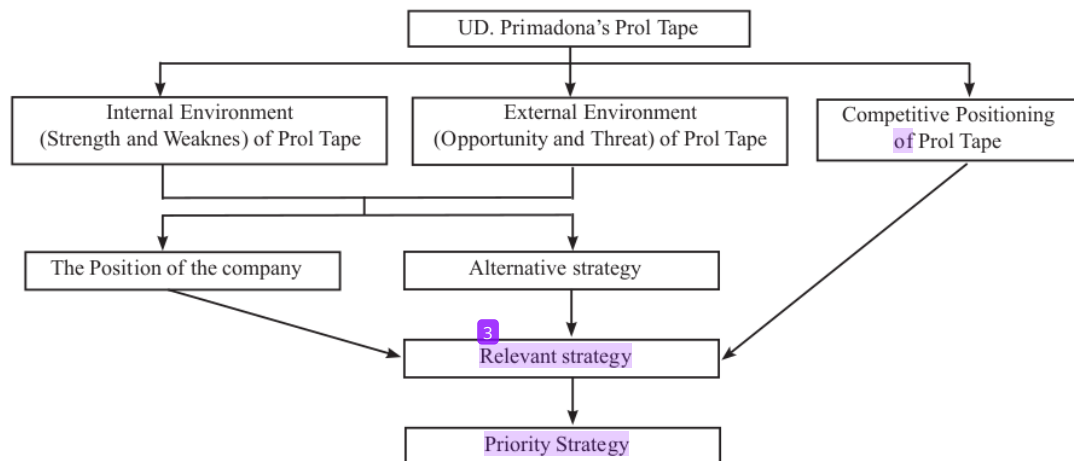 UD. Primadona's Prol Tape
Internal Environment
(Strength and Weaknes) of Prol Tape
External Environment
(Opportunity and Threat) of Prol Tape
Competitive Positioning
of Prol Tape
The Position of the company
Alternative strategy
3
Relevant strategy
Priority Strategy